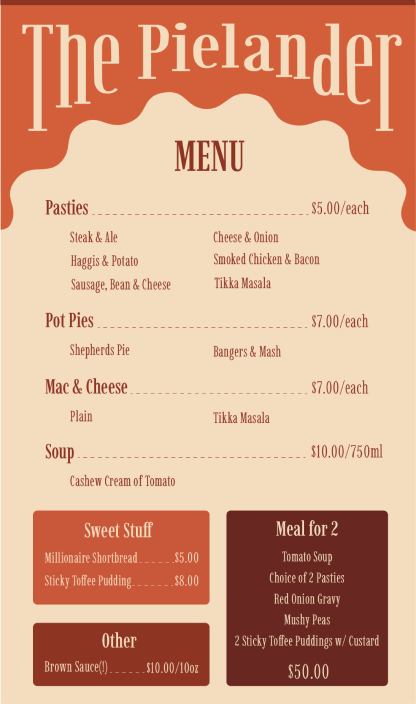 The Pielander
MENU
Pasties $5.00/each
Steak & Ale Cheese & Onion
Haggis & Potato Smoked Chicken & Bacon
Sausage, Bean & Cheese Tikka Masala
Pot Pies $7.00/each
Shepherds Pie Bangers & Mash
Mac & Cheese $7.00/each
Plain Tikka Masala
Soup $10.00/750ml
Cashew Cream of Tomato
Sweet Stuff
Millionaire Shortbread $5.00
Sticky Toffee Pudding $8.00
Other
Brown Sauce(!) $10.00/10oz
Meal for 2
Tomato Soup
Choice of 2 Pasties
Red Onion Gravy
Mushy Peas
2 Sticky Toffee Puddings w/ Custard
$50.00